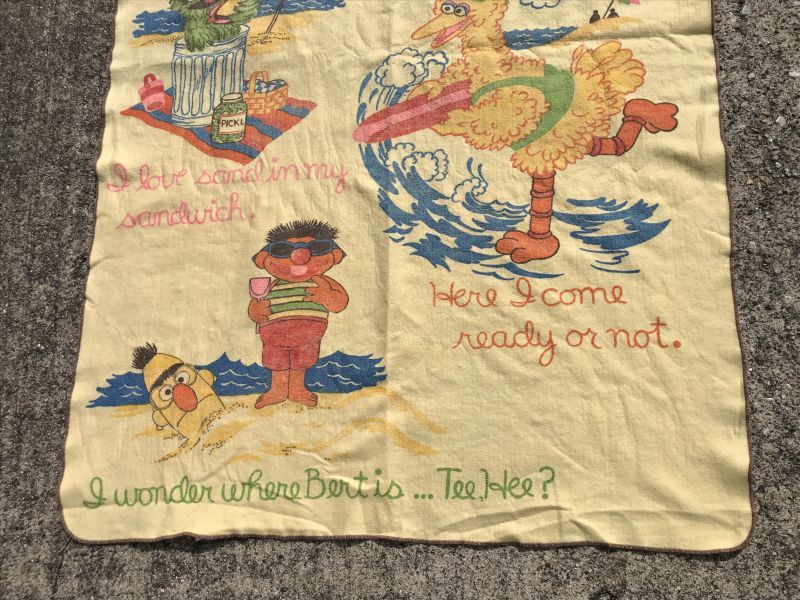 PICKL
I love sand in my
sandwich.
Here I come
ready or not.
I wonder where Bert is ... Tee, Hee?